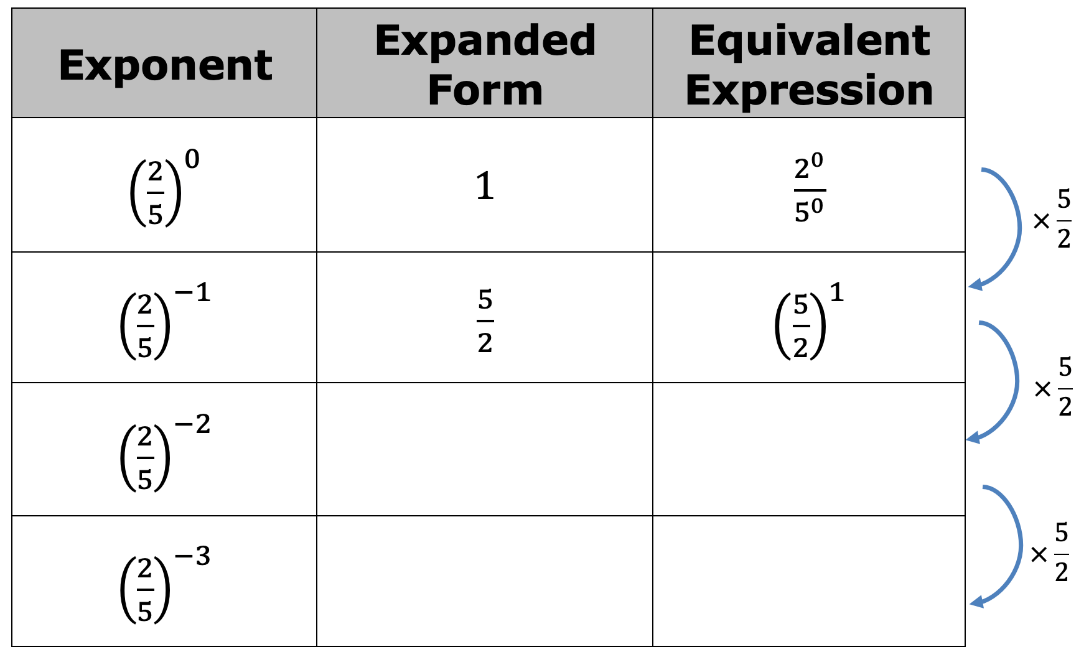 Exponent | Expanded Form | Equivalent Expression
(2/5)^0 | 1 | 2^0/5^0
× 5/2
(2/5)^−1 | 5/2 | (5/2)^1
× 5/2
(2/5)^−2
× 5/2
(2/5)^−3